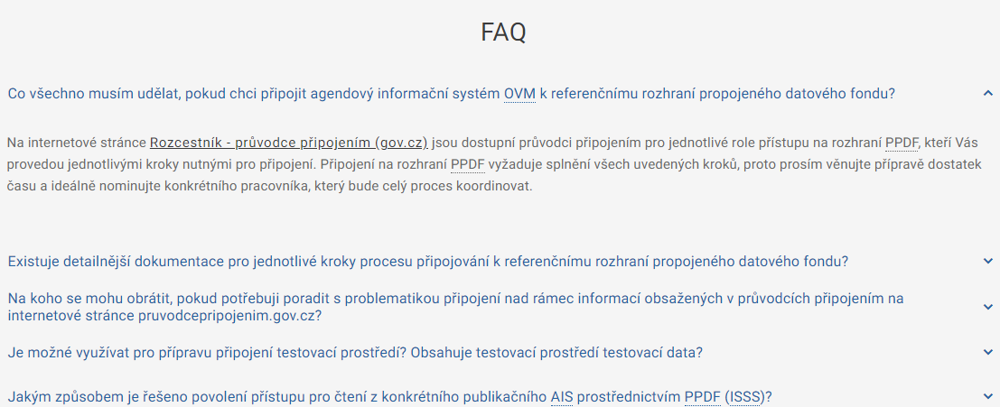 FAQ
Co všechno musím udělat, pokud chci připojit agendový informační systém OVM k referenčnímu rozhraní propojeného datového fondu?
Na internetové stránce Rozcestník - průvodce připojením (gov.cz) jsou dostupní průvodci připojením pro jednotlivé role přístupu na rozhraní PPDF, kteří Vás
provedou jednotlivými kroky nutnými pro připojení. Připojení na rozhraní PPDF vyžaduje splnění všech uvedených kroků, proto prosím věnujte přípravě dostatek
času a ideálně nominujte konkrétního pracovníka, který bude celý proces koordinovat.
Existuje detailnější dokumentace pro jednotlivé kroky procesu připojování k referenčnímu rozhraní propojeného datového fondu?
Na koho se mohu obrátit, pokud potřebuji poradit s problematikou připojení nad rámec informací obsažených v průvodcích připojením na
internetové stránce pruvodcepripojenim.gov.cz?
Je možné využívat pro přípravu připojení testovací prostředí? Obsahuje testovací prostředí testovací data?
Jakým způsobem je řešeno povolení přístupu pro čtení z konkrétního publikačního AIS prostřednictvím PPDF (ISSS)?